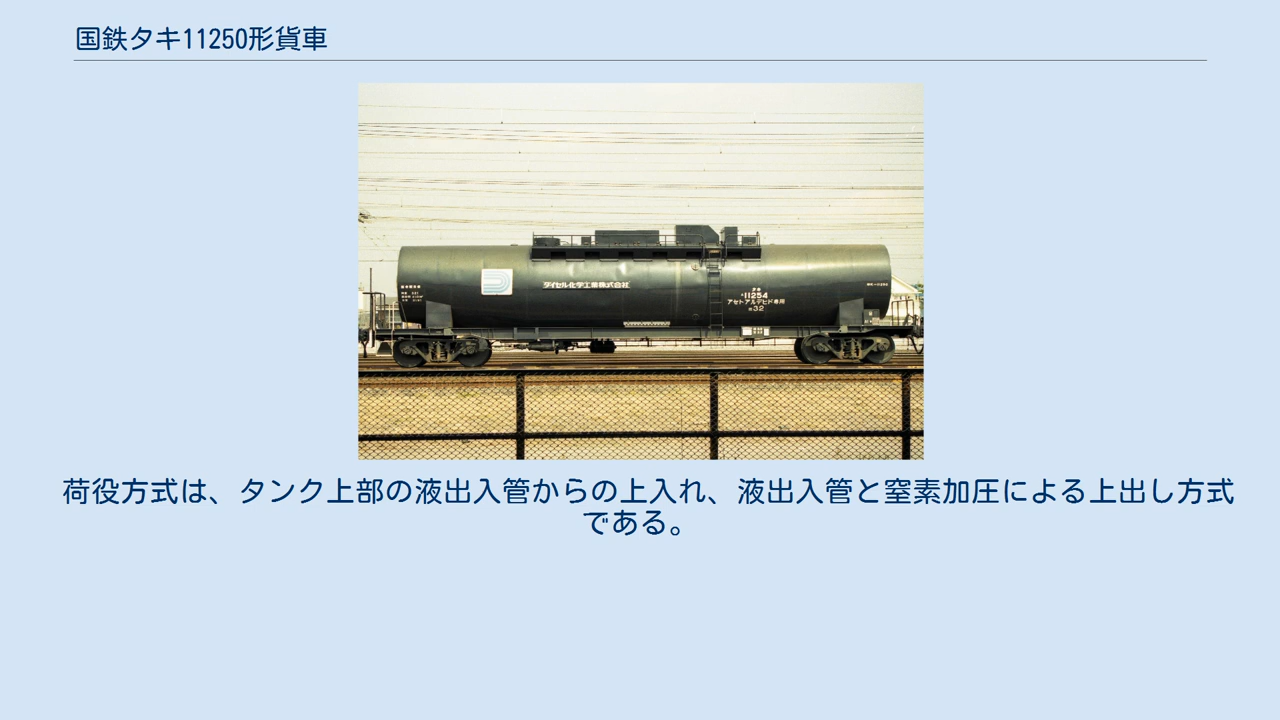 国鉄タキ11250形貨車
ダイセル化学工業株式会社
タキ
11254
アセトアルデヒド専用
32
荷役方式は、タンク上部の液出入管からの上入れ、液出入管と窒素加圧による上出し方式
である。